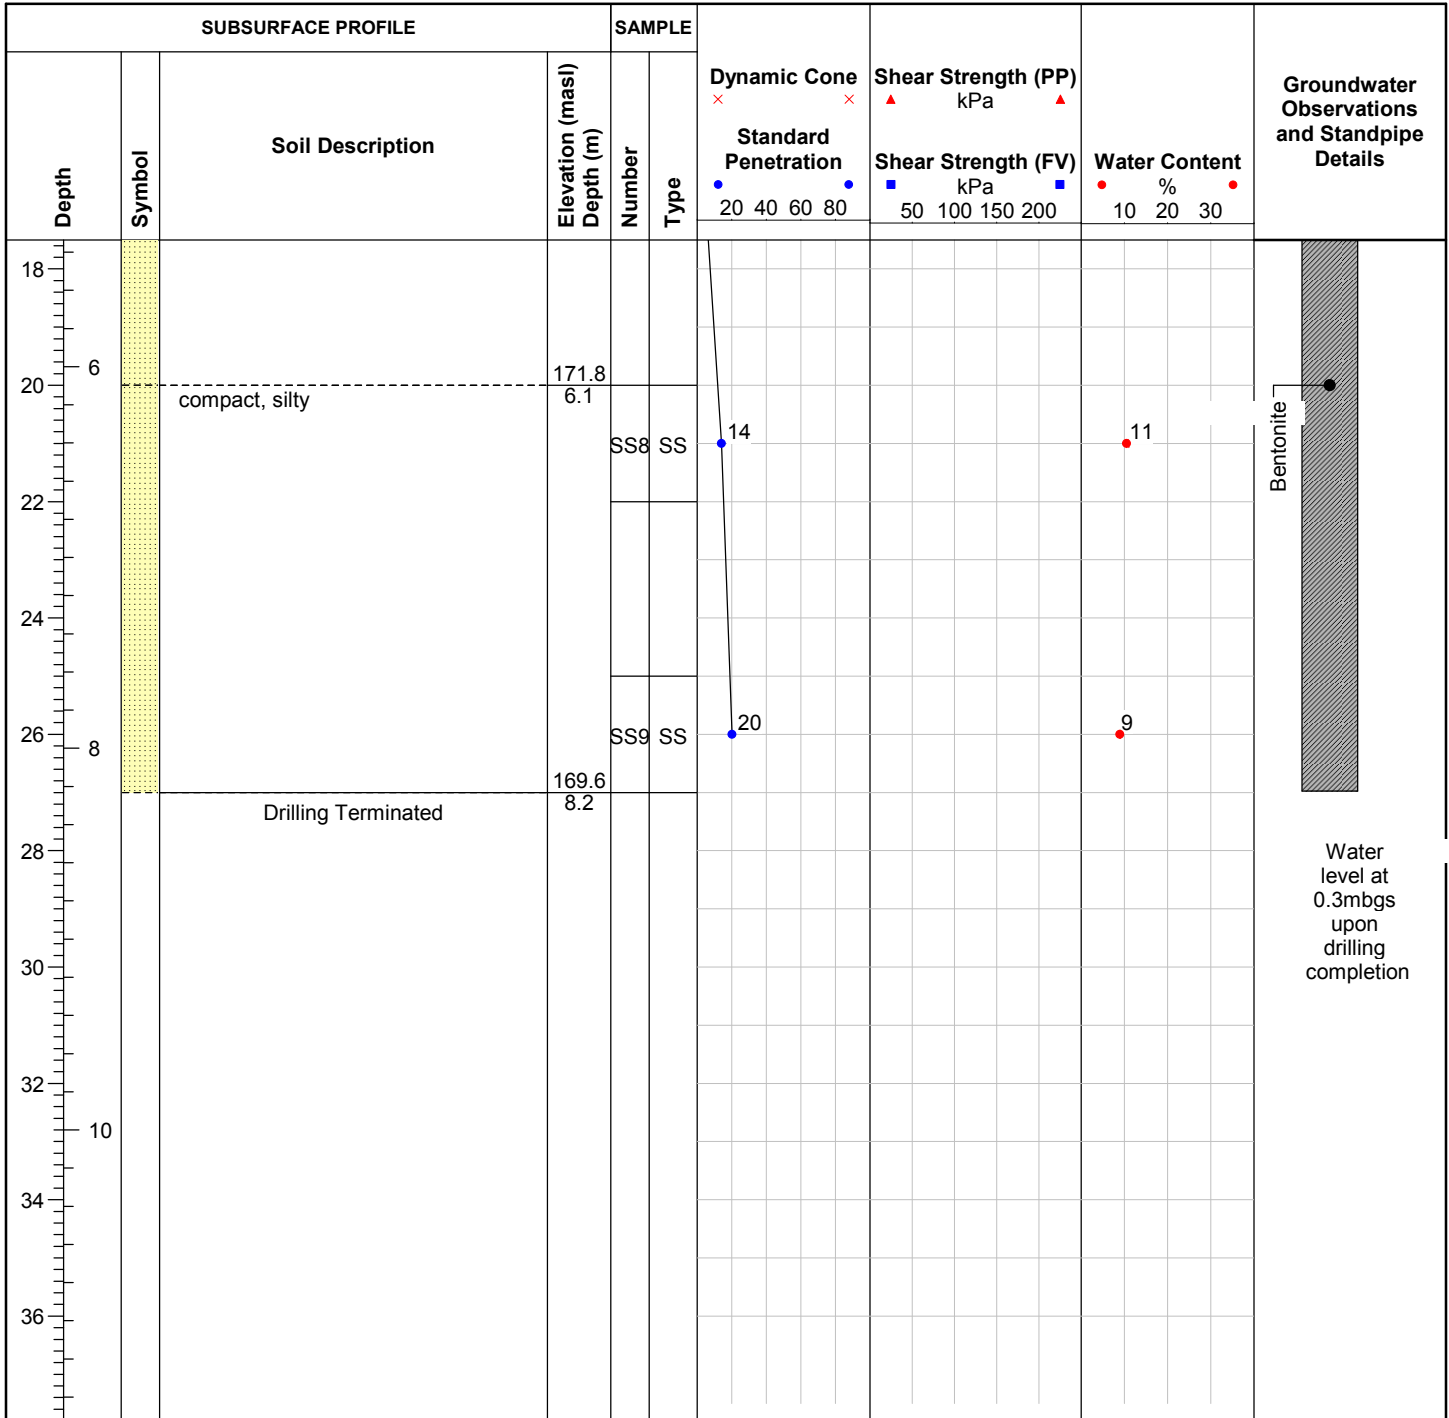 SUBSURFACE PROFILE
SAMPLE
Depth
Symbol
Soil Description
Elevation (masl)
Depth (m)
Number
Type
Dynamic Cone
Standard
Penetration
20 40 60 80
Shear Strength (PP)
kPa
Shear Strength (FV)
kPa
50 100 150 200
Water Content
%
10 20 30
Groundwater
Observations
and Standpipe
Details
18
6
20
171.8
6.1
compact, silty
SS8 SS
14
11
Bentonite
22
24
26
8
SS9 SS
20
9
169.6
8.2
Drilling Terminated
28
Water
level at
0.3mbgs
upon
drilling
completion
30
32
10
34
36